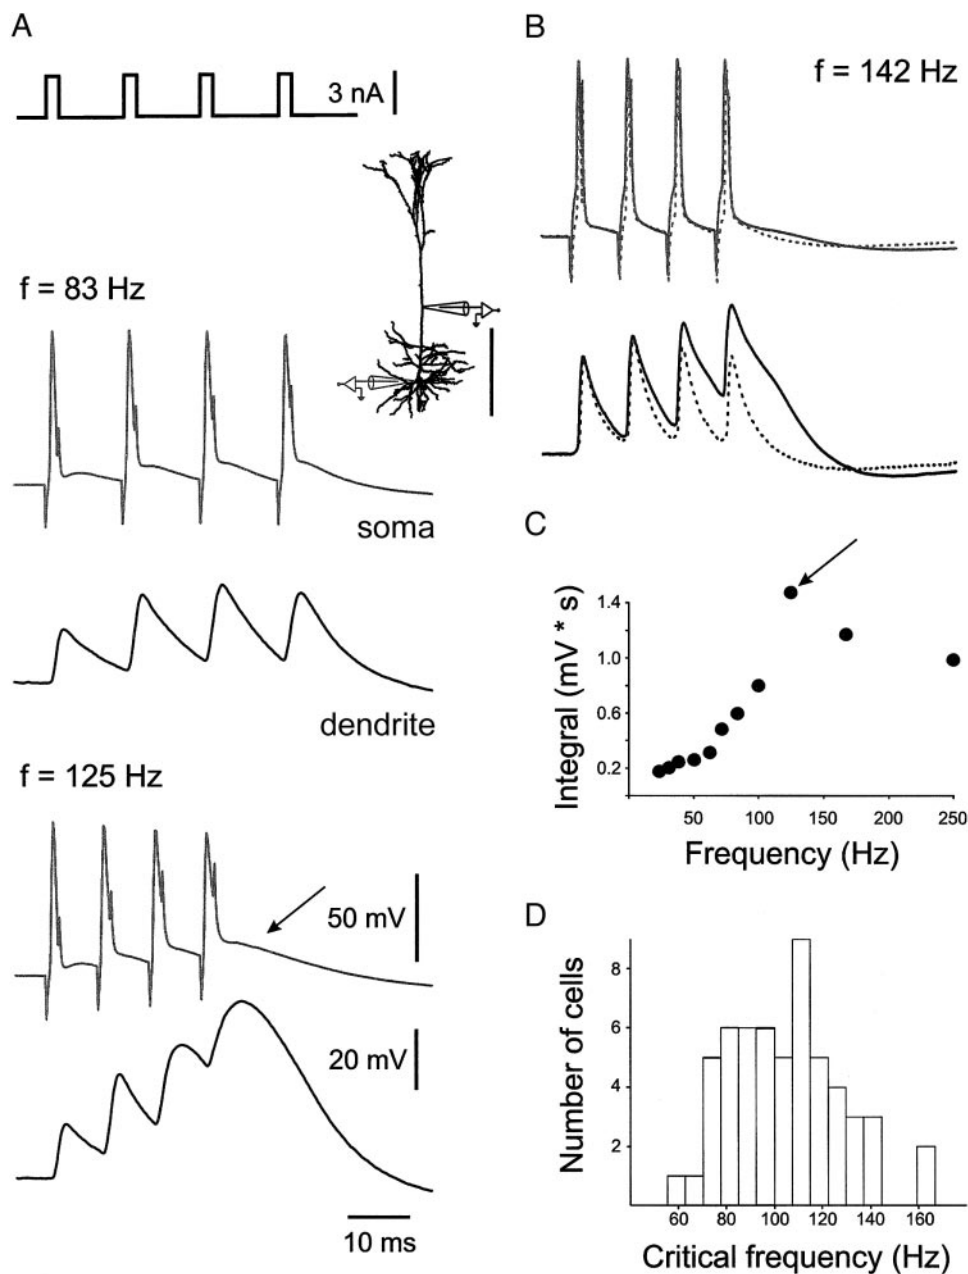 A
3 nA
f = 83 Hz
soma
dendrite
f = 125 Hz
50 mV
20 mV
10 ms
B
f = 142 Hz
C
Integral (mV * s)
1.4
1.0
0.6
0.2
50
100
150
200
250
Frequency (Hz)
D
Number of cells
8
6
4
2
60
80
100
120
140
160
Critical frequency (Hz)